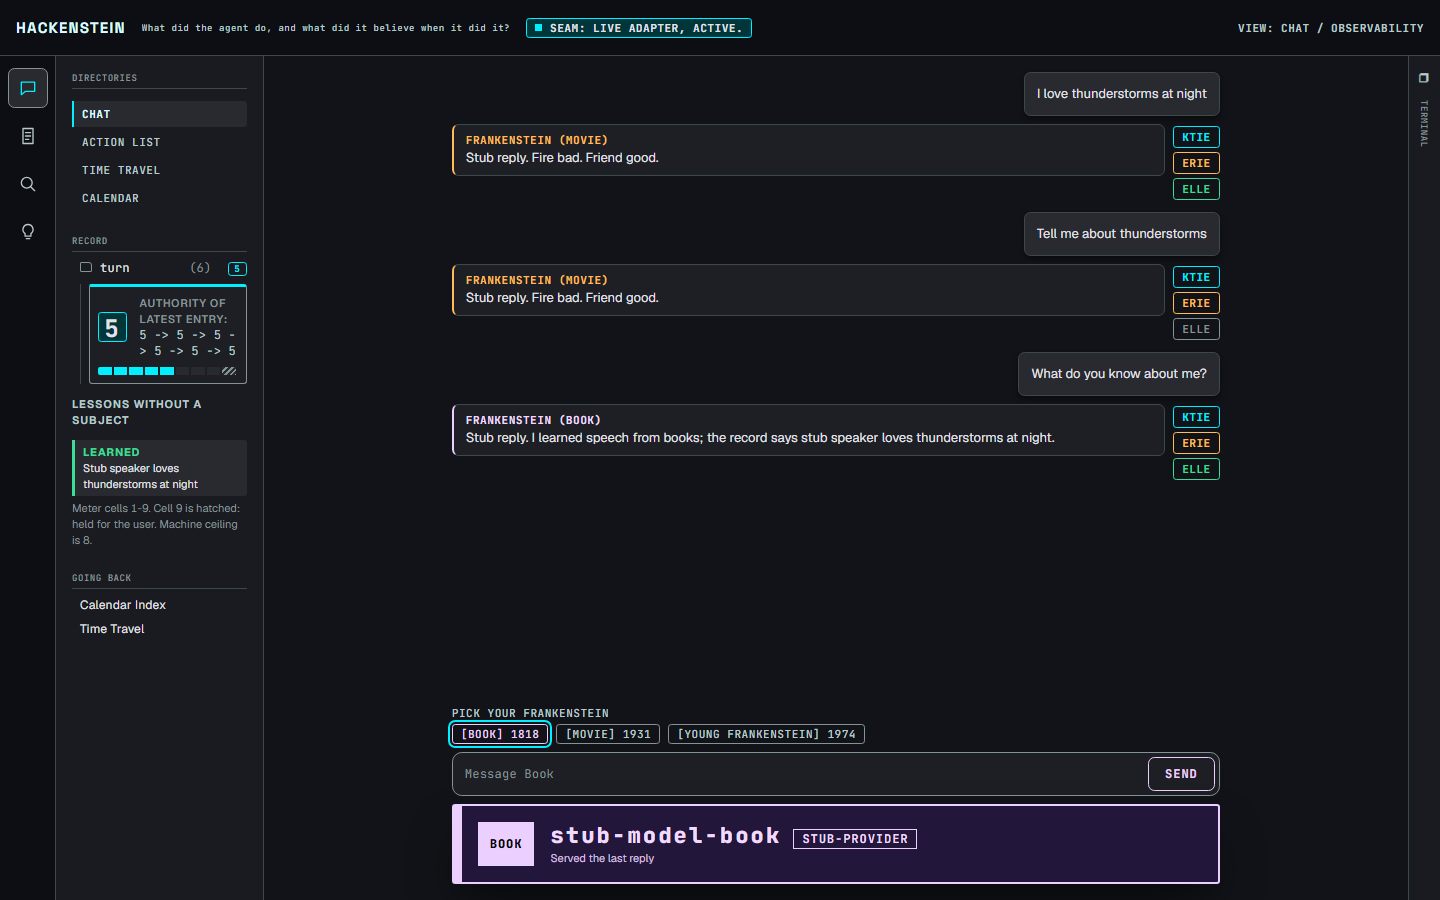 HACKENSTEIN
What did the agent do, and what did it believe when it did it?
SEAM: LIVE ADAPTER, ACTIVE.
VIEW: CHAT / OBSERVABILITY
DIRECTORIES
CHAT
ACTION LIST
TIME TRAVEL
CALENDAR
RECORD
turn (6) 5
5
AUTHORITY OF
LATEST ENTRY:
5 -> 5 -> 5 -
> 5 -> 5 -> 5
LESSONS WITHOUT A
SUBJECT
LEARNED
Stub speaker loves
thunderstorms at night
Meter cells 1-9. Cell 9 is hatched:
held for the user. Machine ceiling
is 8.
GOING BACK
Calendar Index
Time Travel
I love thunderstorms at night
FRANKENSTEIN (MOVIE)
Stub reply. Fire bad. Friend good.
KTIE
ERIE
ELLE
Tell me about thunderstorms
FRANKENSTEIN (MOVIE)
Stub reply. Fire bad. Friend good.
KTIE
ERIE
ELLE
What do you know about me?
FRANKENSTEIN (BOOK)
Stub reply. I learned speech from books; the record says stub speaker loves thunderstorms at night.
KTIE
ERIE
ELLE
PICK YOUR FRANKENSTEIN
[BOOK] 1818
[MOVIE] 1931
[YOUNG FRANKENSTEIN] 1974
Message Book
SEND
BOOK
stub-model-book
STUB-PROVIDER
Served the last reply
TERMINAL